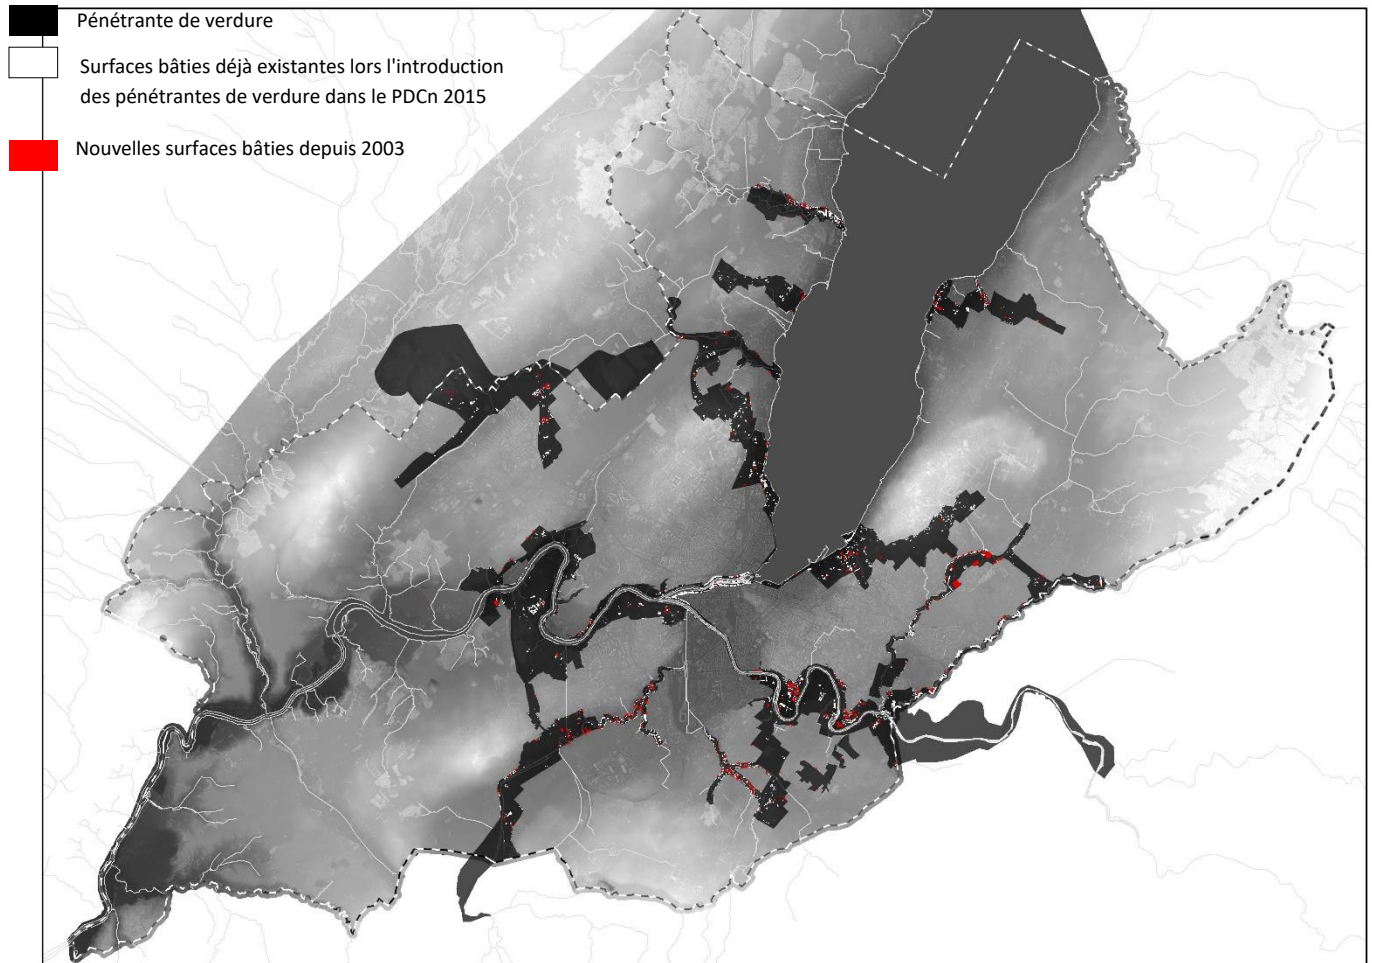 Pénétrante de verdure
Surfaces bâties déjà existantes lors l'introduction
des pénétrantes de verdure dans le PDCn 2015
Nouvelles surfaces bâties depuis 2003